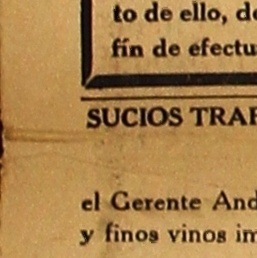 to de ello, de
fín de efectu
SUCIOS TRAF
el Gerente And
y finos vinos im